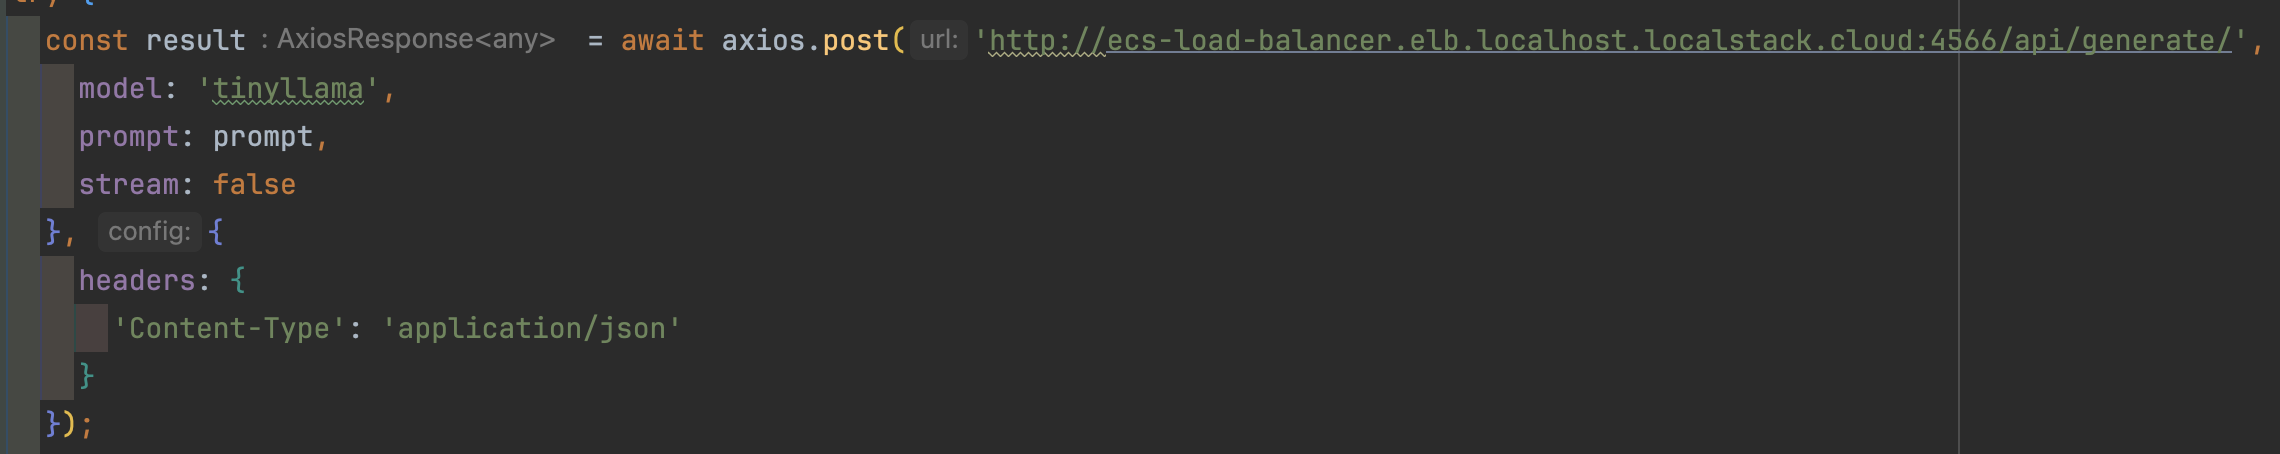 try {
const result : AxiosResponse<any> = await axios.post( url: 'http://ecs-load-balancer.elb.localhost.localstack.cloud:4566/api/generate/',
model: 'tinyllama',
prompt: prompt,
stream: false
}, config: {
headers: {
'Content-Type': 'application/json'
}
});